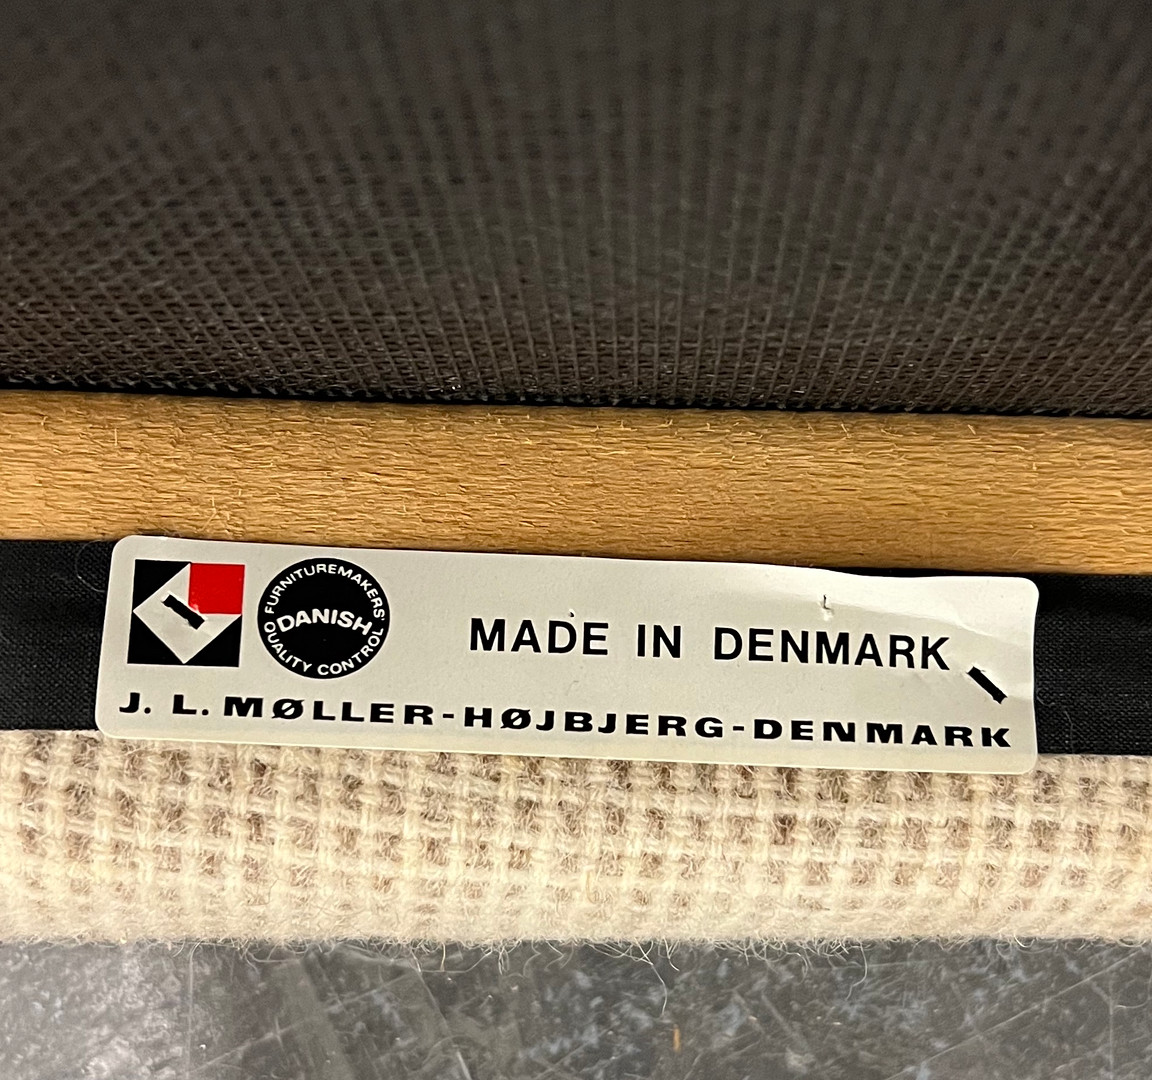 FURNITUREMAKERS'
DANISH
QUALITY CONTROL
MADE IN DENMARK
J. L. MØLLER-HØJBJERG-DENMARK